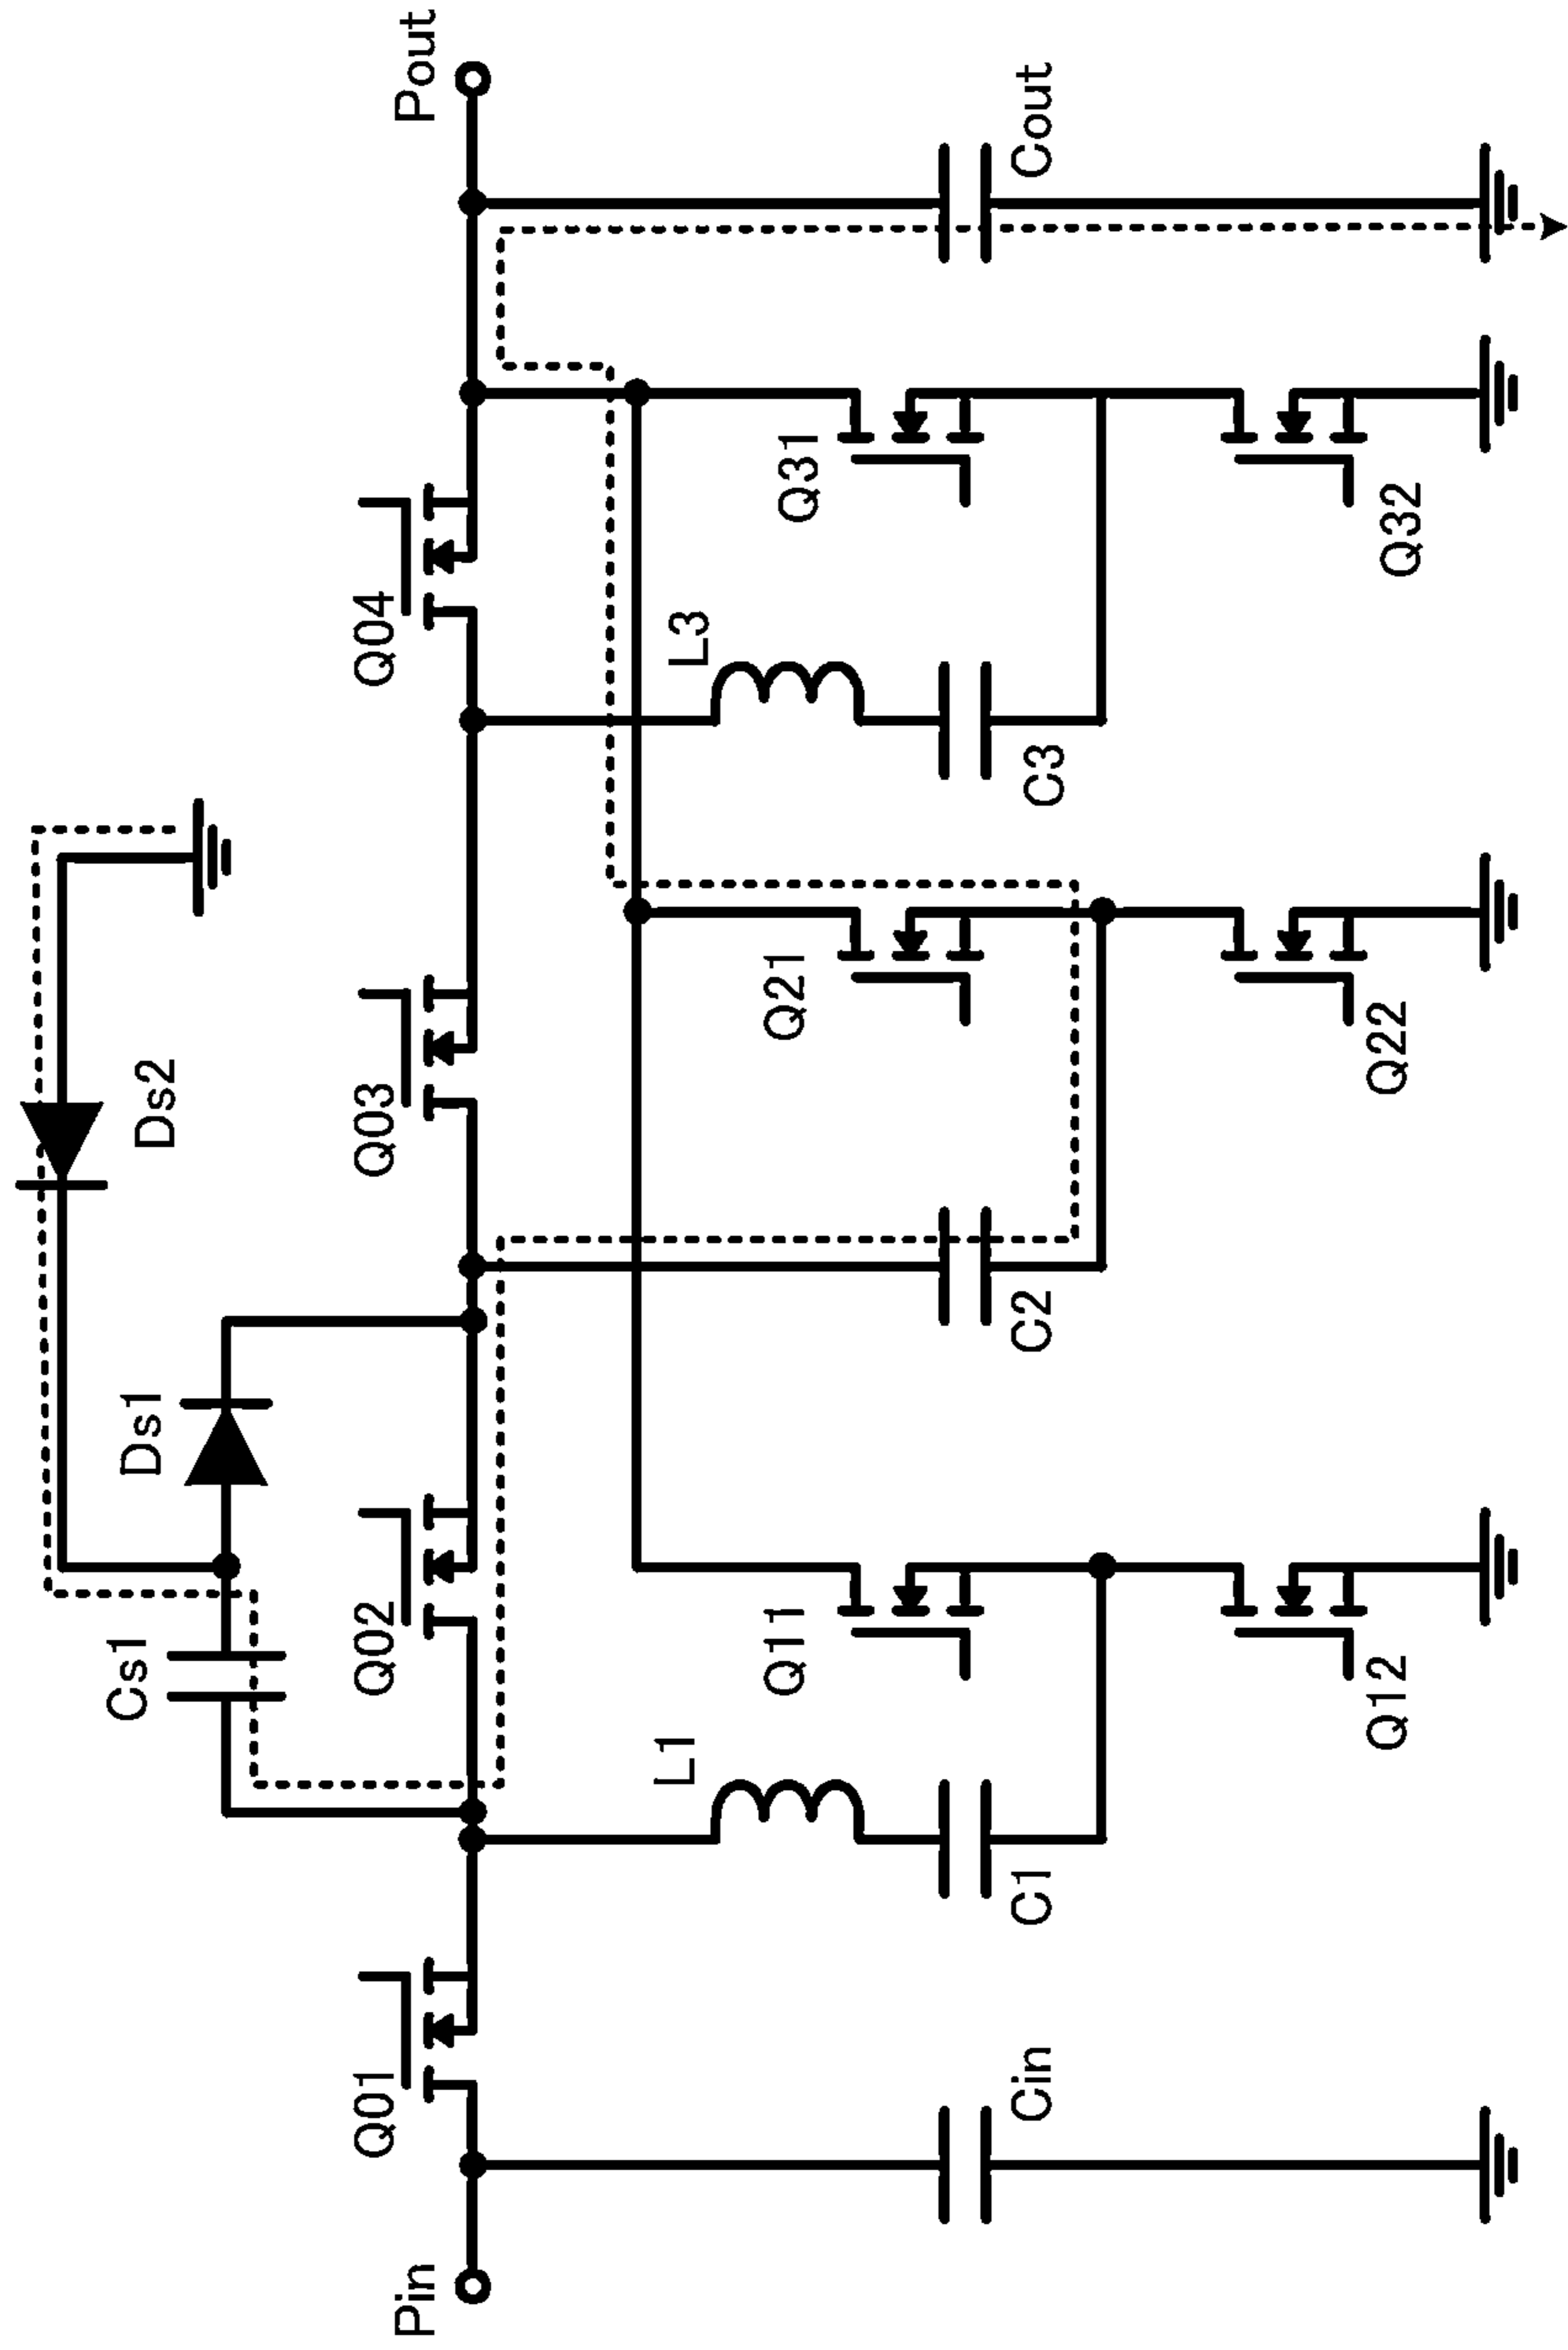 Ds2
Cs1
Ds1
Q01
Q02
Q03
Q04
Pin
Pout
L1
L3
Q11
Q21
Q31
Cin
C1
C2
C3
Cout
Q12
Q22
Q32